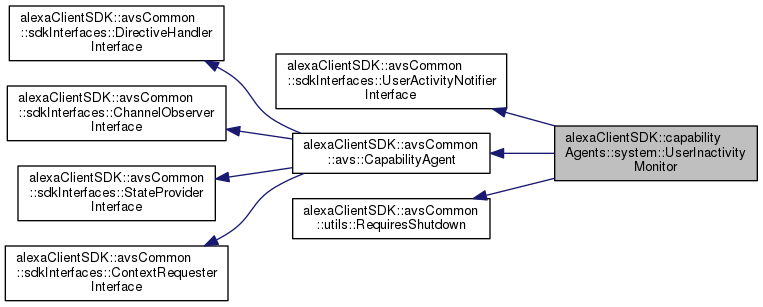 alexaClientSDK::avsCommon
::sdkInterfaces::DirectiveHandler
Interface
alexaClientSDK::avsCommon
::sdkInterfaces::ChannelObserver
Interface
alexaClientSDK::avsCommon
::sdkInterfaces::StateProvider
Interface
alexaClientSDK::avsCommon
::sdkInterfaces::ContextRequester
Interface
alexaClientSDK::avsCommon
::sdkInterfaces::UserActivityNotifier
Interface
alexaClientSDK::avsCommon
::avs::CapabilityAgent
alexaClientSDK::avsCommon
::utils::RequiresShutdown
alexaClientSDK::capability
Agents::system::UserInactivity
Monitor